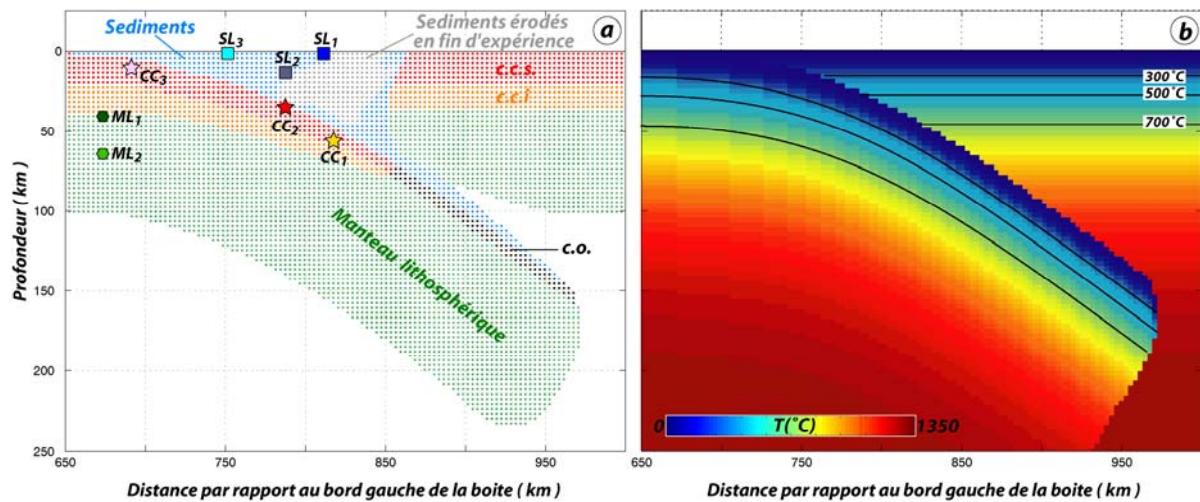 Sediments
SL3
SL2
SL1
Sediments érodés
en fin d'expérience
a
c.c.s.
c.c.i
CC3
CC2
CC1
ML1
ML2
c.o.
Manteau lithosphérique
Profondeur ( km )
0
50
100
150
200
250
650
750
850
950
Distance par rapport au bord gauche de la boite ( km )
b
300°C
500°C
700°C
0
T(°C)
1350
650
750
850
950
Distance par rapport au bord gauche de la boite ( km )